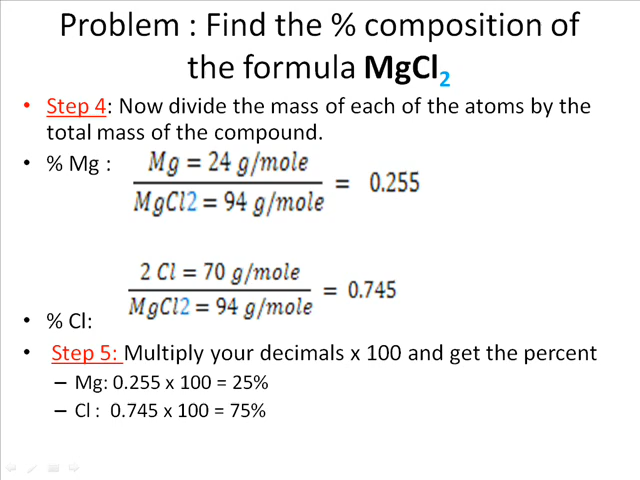 Problem : Find the % composition of
the formula MgCl2
• Step 4: Now divide the mass of each of the atoms by the
total mass of the compound.
• % Mg :
Mg = 24 g/mole
MgCl2 = 94 g/mole
= 0.255
2 Cl = 70 g/mole
MgCl2 = 94 g/mole
= 0.745
• % Cl:
• Step 5: Multiply your decimals x 100 and get the percent
– Mg: 0.255 x 100 = 25%
– Cl : 0.745 x 100 = 75%